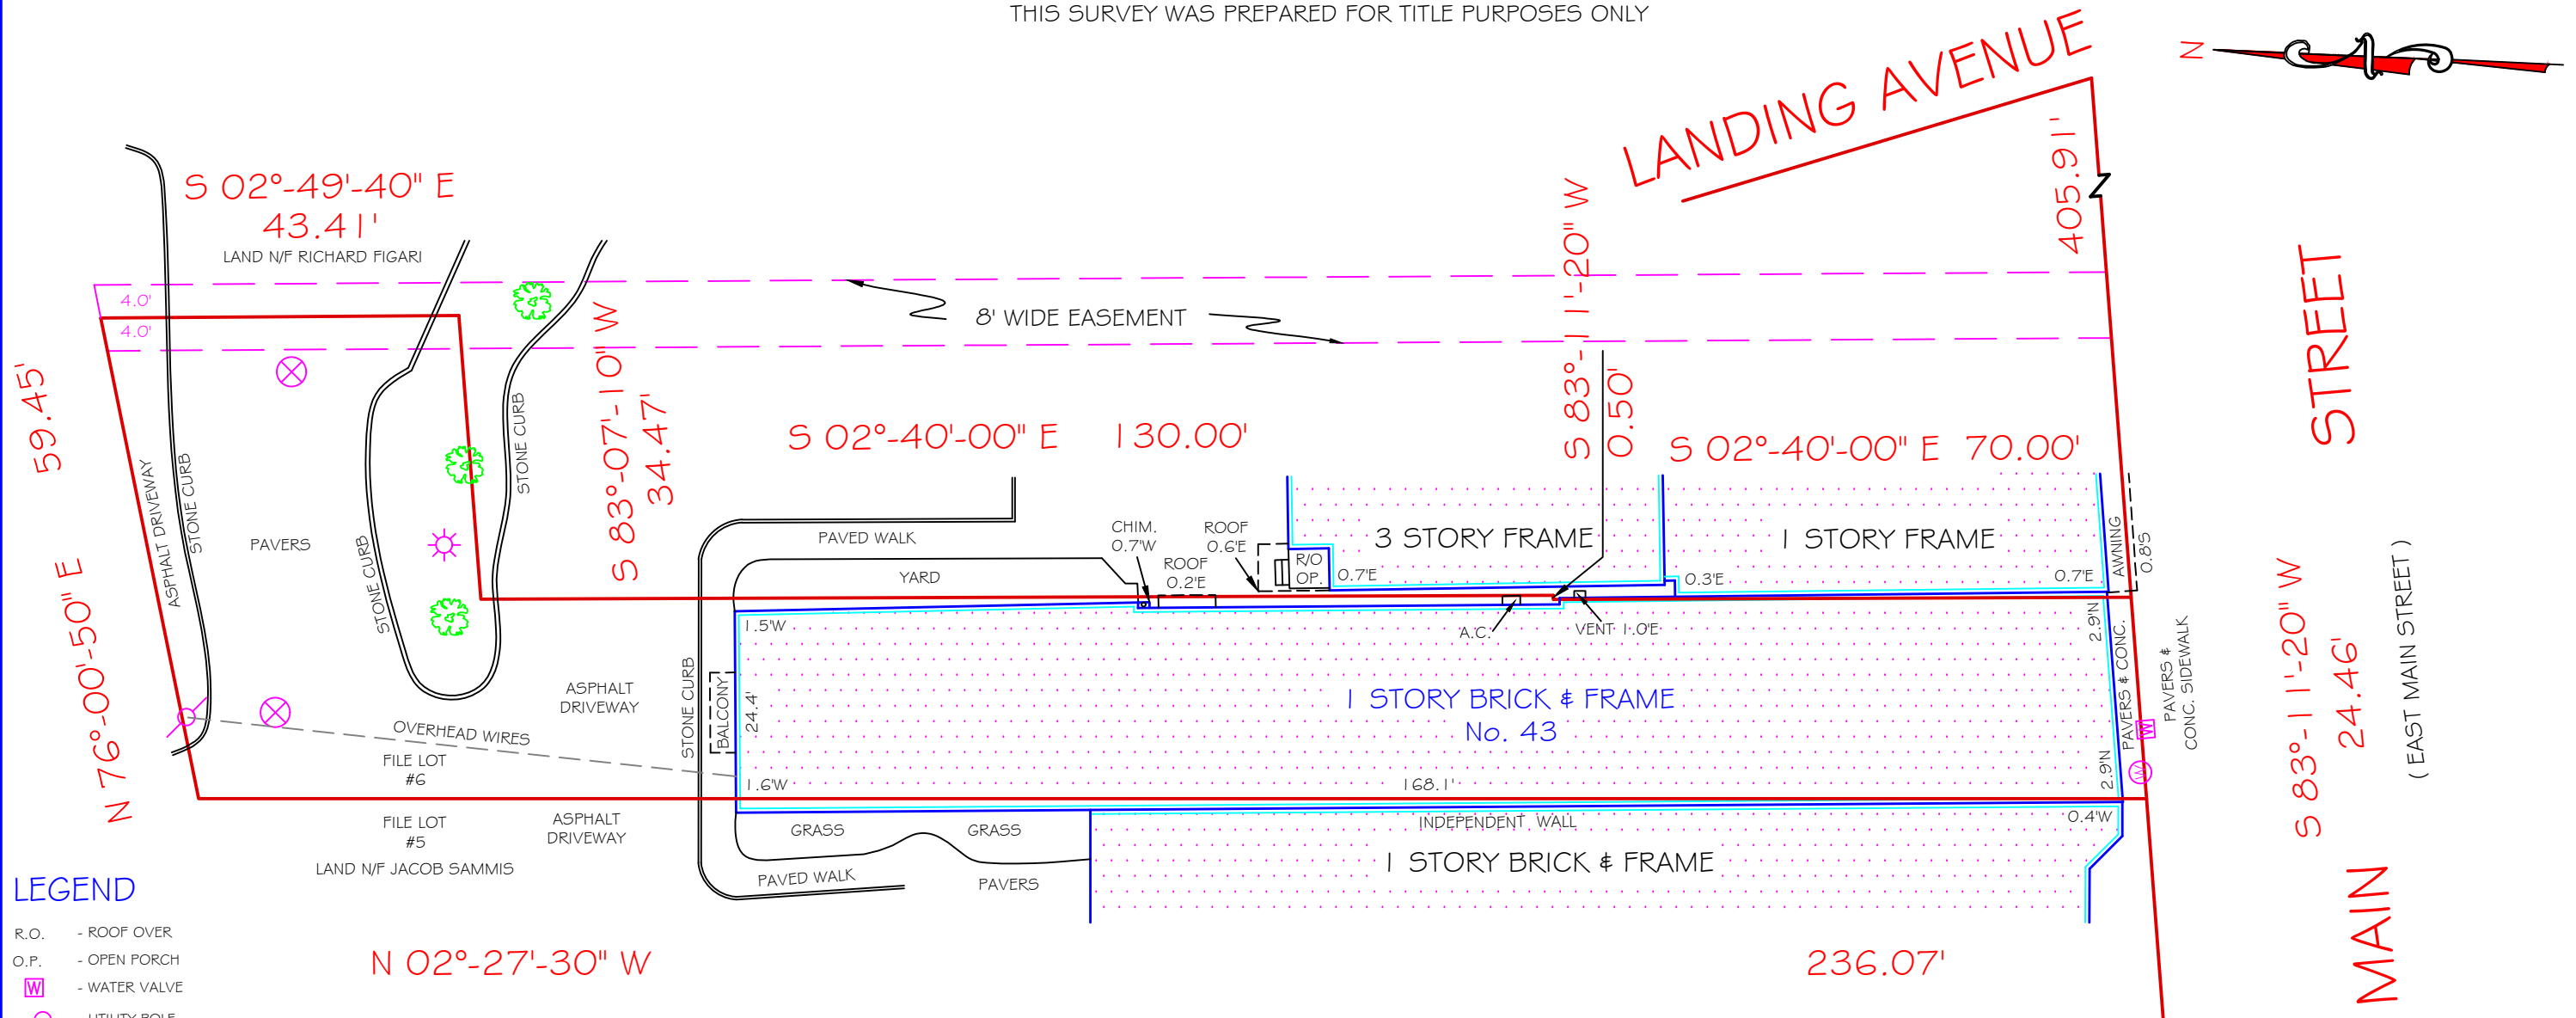 THIS SURVEY WAS PREPARED FOR TITLE PURPOSES ONLY
N
LANDING AVENUE
405.91'
S 02°-49'-40" E
43.41'
LAND N/F RICHARD FIGARI
4.0'
4.0'
8' WIDE EASEMENT
59.45'
N 76°-00'-50" E
ASPHALT DRIVEWAY
STONE CURB
PAVERS
STONE CURB
STONE CURB
S 83°-07'-10" W
34.47'
S 02°-40'-00" E 130.00'
S 83°-11'-20" W
0.50'
S 02°-40'-00" E 70.00'
STREET
PAVED WALK
YARD
CHIM.
0.7'W
ROOF
0.2'E
ROOF
0.6'E
R/O
OP.
3 STORY FRAME
0.7'E
1 STORY FRAME
0.3'E
0.7'E
AWNING
0.8'S
1.5'W
A.C.
VENT 1.0'E
2.9'N
PAVERS & CONC.
PAVERS &
CONC. SIDEWALK
ASPHALT
DRIVEWAY
STONE CURB
BALCONY
24.4'
1 STORY BRICK & FRAME
No. 43
W
W
S 83°-11'-20" W
24.46'
( EAST MAIN STREET )
OVERHEAD WIRES
FILE LOT
#6
1.6'W
168.1'
2.9'N
FILE LOT
#5
LAND N/F JACOB SAMMIS
ASPHALT
DRIVEWAY
GRASS
GRASS
INDEPENDENT WALL
0.4'W
PAVED WALK
PAVERS
1 STORY BRICK & FRAME
MAIN
LEGEND
R.O. - ROOF OVER
O.P. - OPEN PORCH
W - WATER VALVE
- UTILITY POLE
N 02°-27'-30" W
236.07'